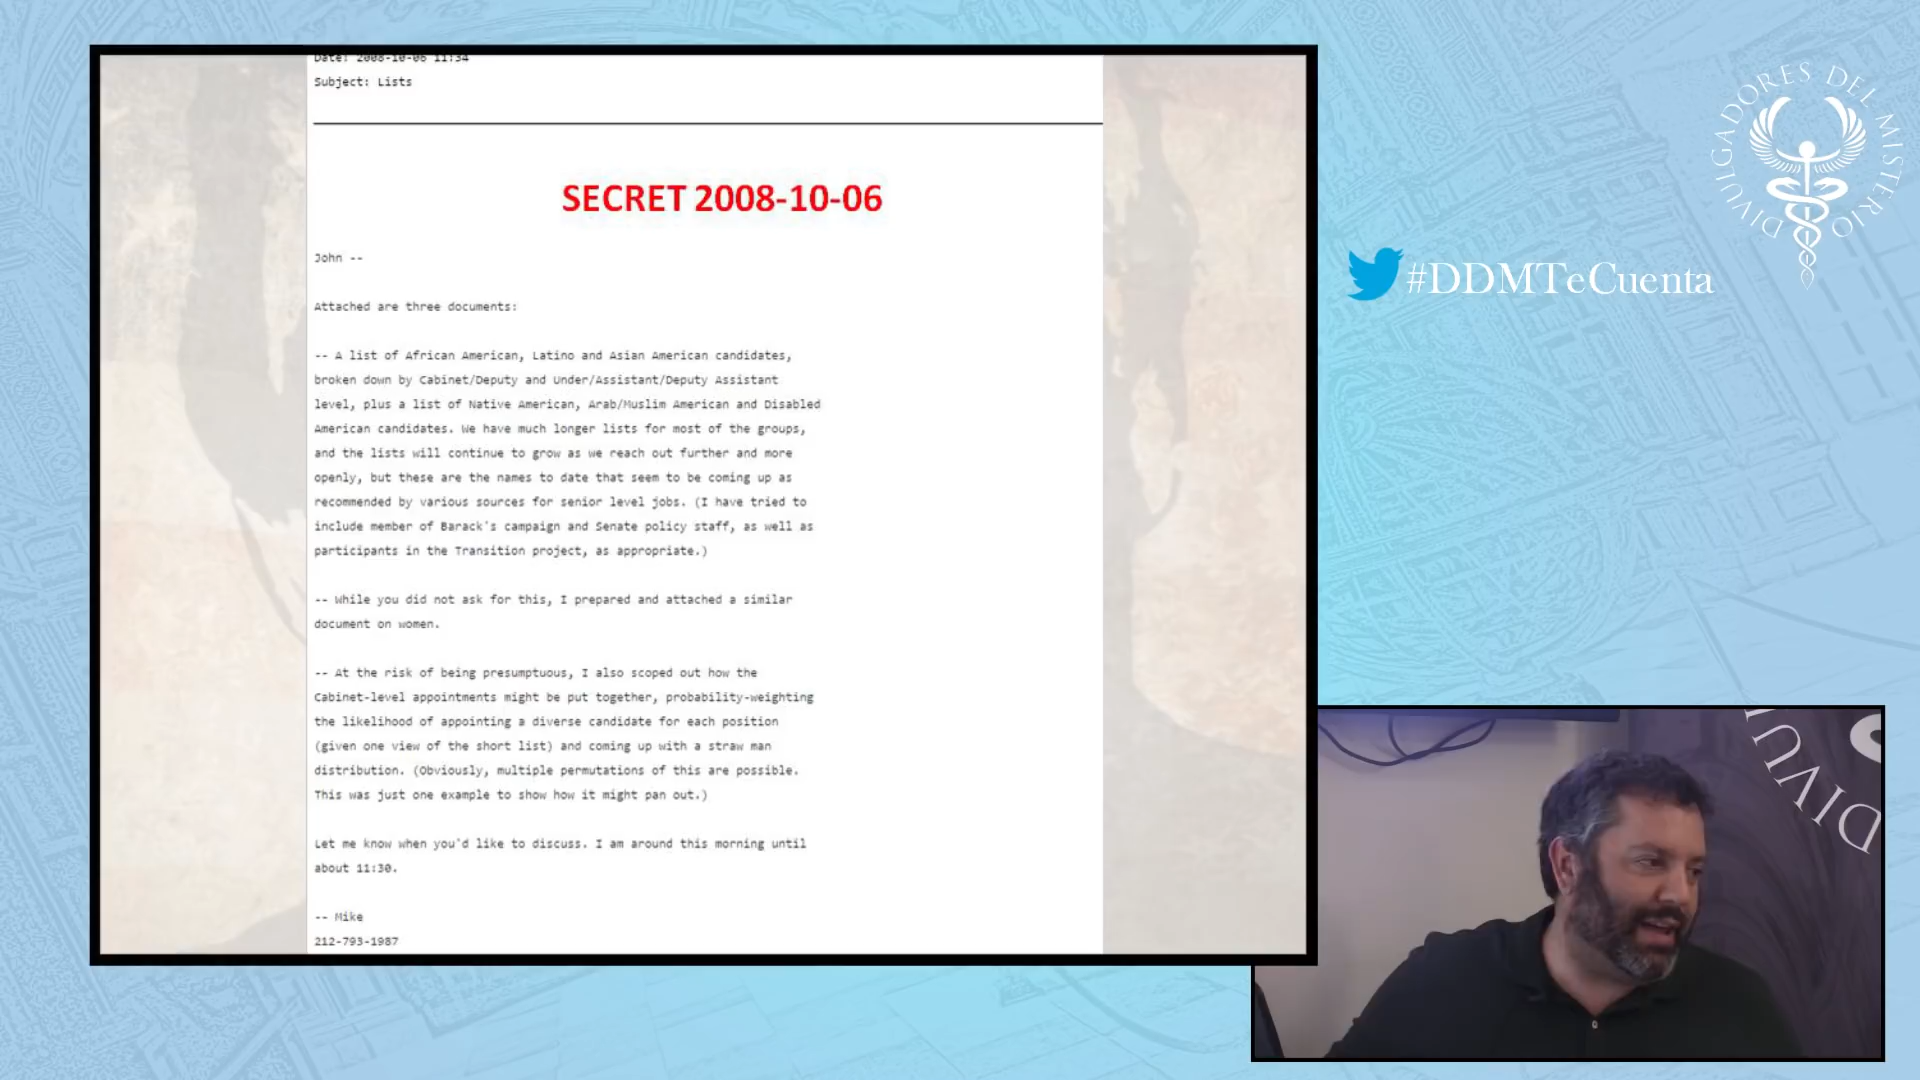 Date: 2008-10-06 11:34
Subject: Lists
SECRET 2008-10-06
John --
Attached are three documents:
-- A list of African American, Latino and Asian American candidates,
broken down by Cabinet/Deputy and Under/Assistant/Deputy Assistant
level, plus a list of Native American, Arab/Muslim American and Disabled
American candidates. We have much longer lists for most of the groups,
and the lists will continue to grow as we reach out further and more
openly, but these are the names to date that seem to be coming up as
recommended by various sources for senior level jobs. (I have tried to
include member of Barack's campaign and Senate policy staff, as well as
participants in the Transition project, as appropriate.)
-- While you did not ask for this, I prepared and attached a similar
document on women.
-- At the risk of being presumptuous, I also scoped out how the
Cabinet-level appointments might be put together, probability-weighting
the likelihood of appointing a diverse candidate for each position
(given one view of the short list) and coming up with a straw man
distribution. (Obviously, multiple permutations of this are possible.
This was just one example to show how it might pan out.)
Let me know when you'd like to discuss. I am around this morning until
about 11:30.
-- Mike
212-793-1987
DIVULGADORES DEL MISTERIO
#DDMTeCuenta
DIVU